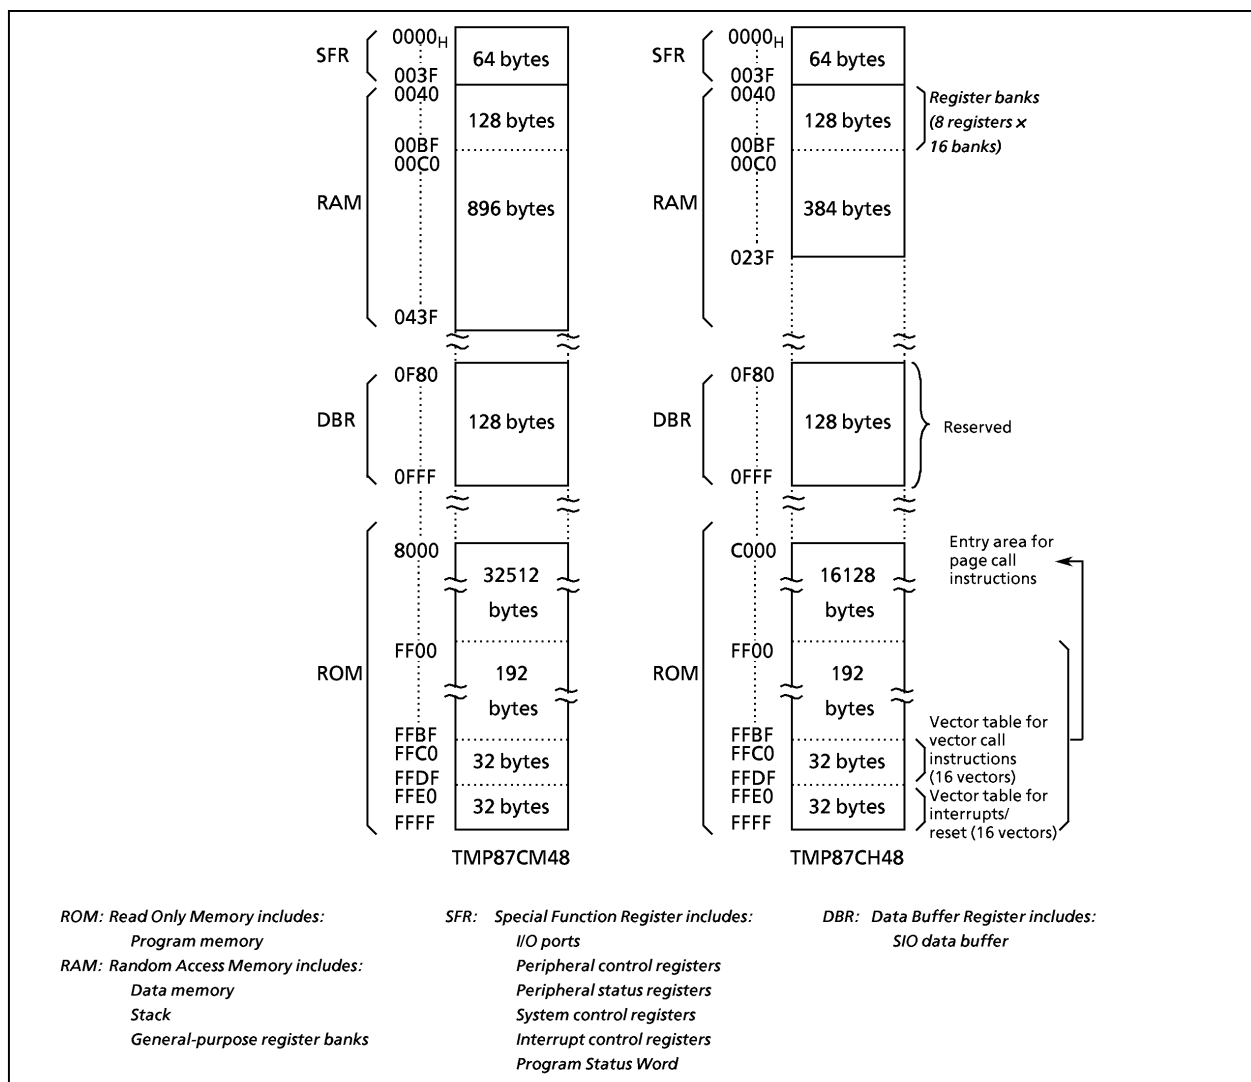 SFR
0000H
003F
64 bytes
RAM
0040
00BF
00C0
043F
128 bytes
896 bytes
DBR
0F80
0FFF
128 bytes
ROM
8000
FF00
FFBF
FFC0
FFDF
FFE0
FFFF
32512
bytes
192
bytes
32 bytes
32 bytes
TMP87CM48
SFR
0000H
003F
64 bytes
RAM
0040
00BF
00C0
023F
128 bytes
384 bytes
Register banks
(8 registers ×
16 banks)
DBR
0F80
0FFF
128 bytes
Reserved
ROM
C000
FF00
FFBF
FFC0
FFDF
FFE0
FFFF
16128
bytes
192
bytes
32 bytes
32 bytes
Entry area for
page call
instructions
Vector table for
vector call
instructions
(16 vectors)
Vector table for
interrupts/
reset (16 vectors)
TMP87CH48
ROM: Read Only Memory includes:
Program memory
RAM: Random Access Memory includes:
Data memory
Stack
General-purpose register banks
SFR: Special Function Register includes:
I/O ports
Peripheral control registers
Peripheral status registers
System control registers
Interrupt control registers
Program Status Word
DBR: Data Buffer Register includes:
SIO data buffer